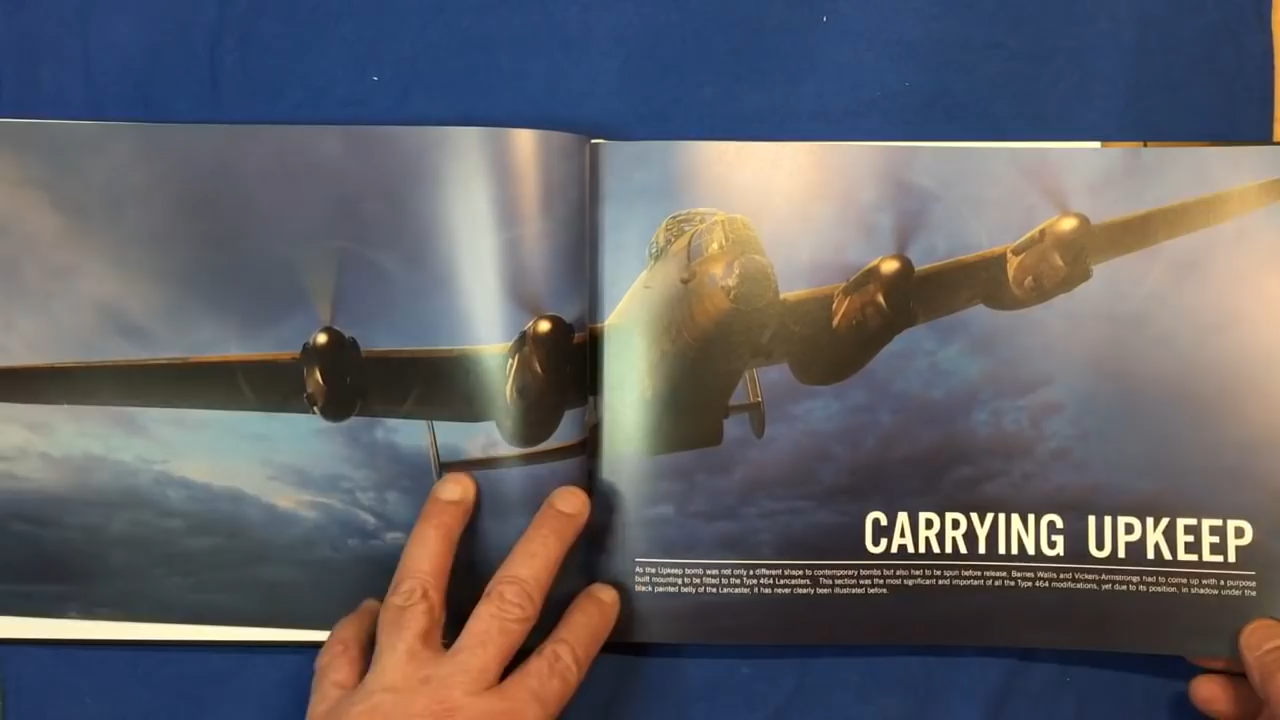 CARRYING UPKEEP
As the Upkeep bomb was not only a different shape to contemporary bombs but also had to be spun before release, Barnes Wallis and Vickers-Armstrongs had to come up with a purpose
built mounting to be fitted to the Type 464 Lancasters. This section was the most significant and important of all the Type 464 modifications, yet due to its position, in shadow under the
black painted belly of the Lancaster, it has never clearly been illustrated before.